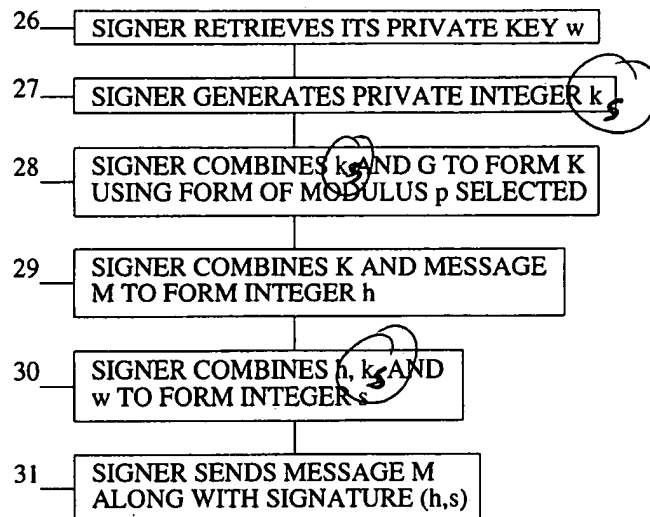 26 SIGNER RETRIEVES ITS PRIVATE KEY w
27 SIGNER GENERATES PRIVATE INTEGER k s
28 SIGNER COMBINES k s AND G TO FORM K
USING FORM OF MODULUS p SELECTED
29 SIGNER COMBINES K AND MESSAGE
M TO FORM INTEGER h
30 SIGNER COMBINES h, k s AND
w TO FORM INTEGER s
31 SIGNER SENDS MESSAGE M
ALONG WITH SIGNATURE (h,s)